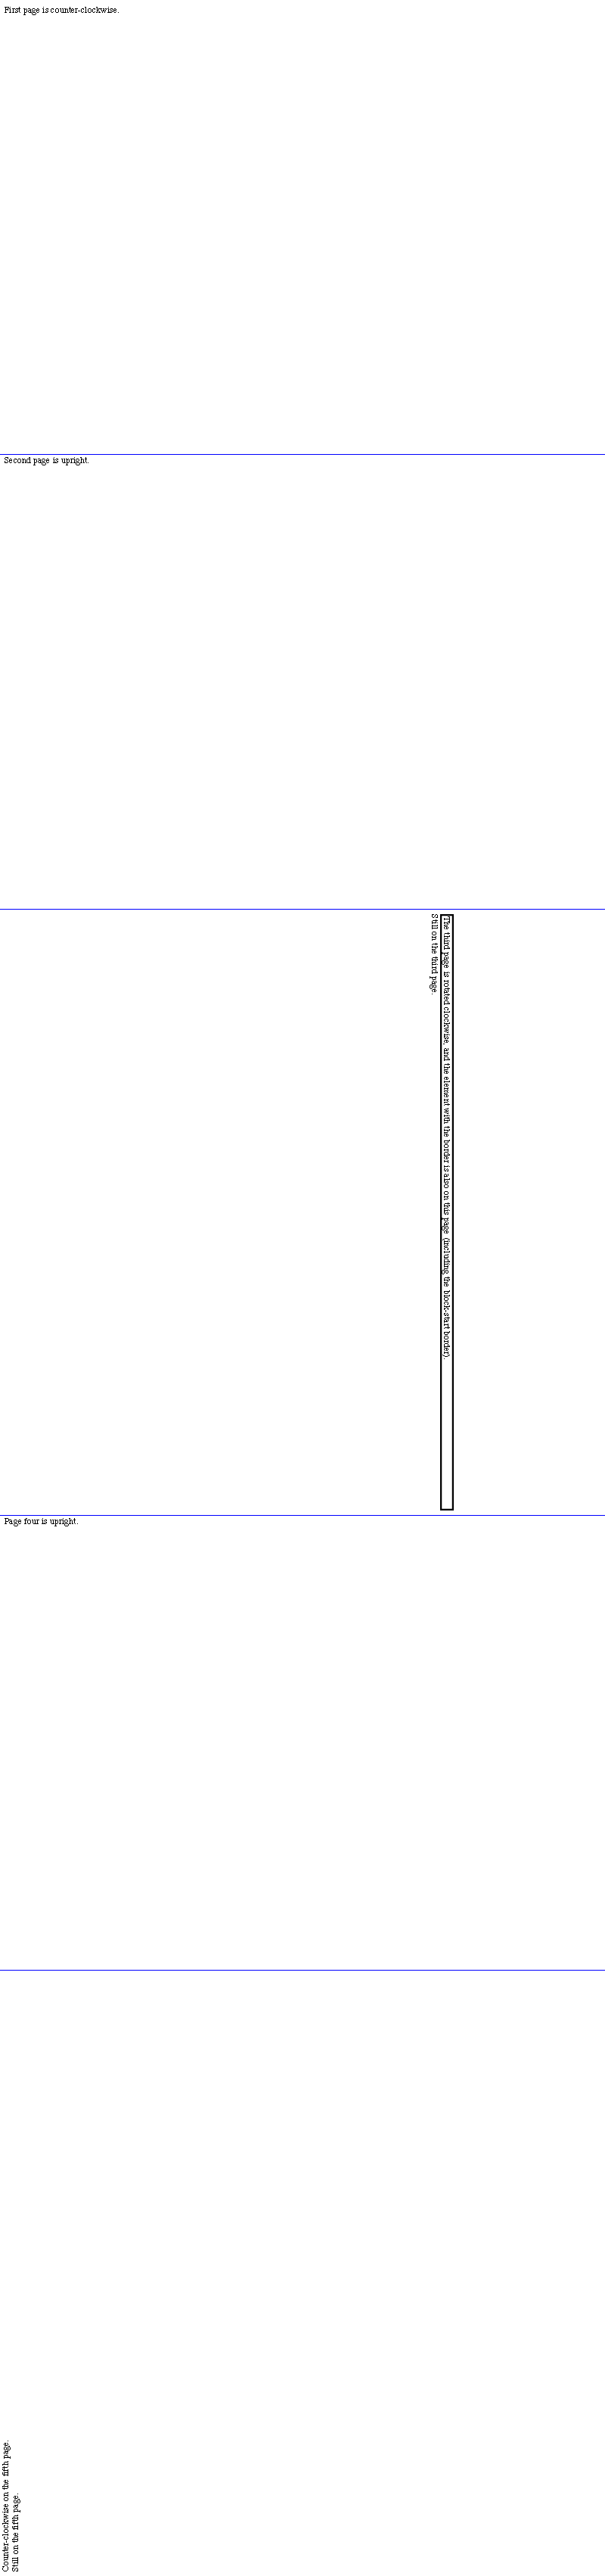 First page is counter-clockwise.
Second page is upright.
The third page is rotated clockwise, and the element with the border is also on this page (including the block-start border).
Still on the third page.
Page four is upright.
Counter-clockwise on the fifth page.
Still on the fifth page.